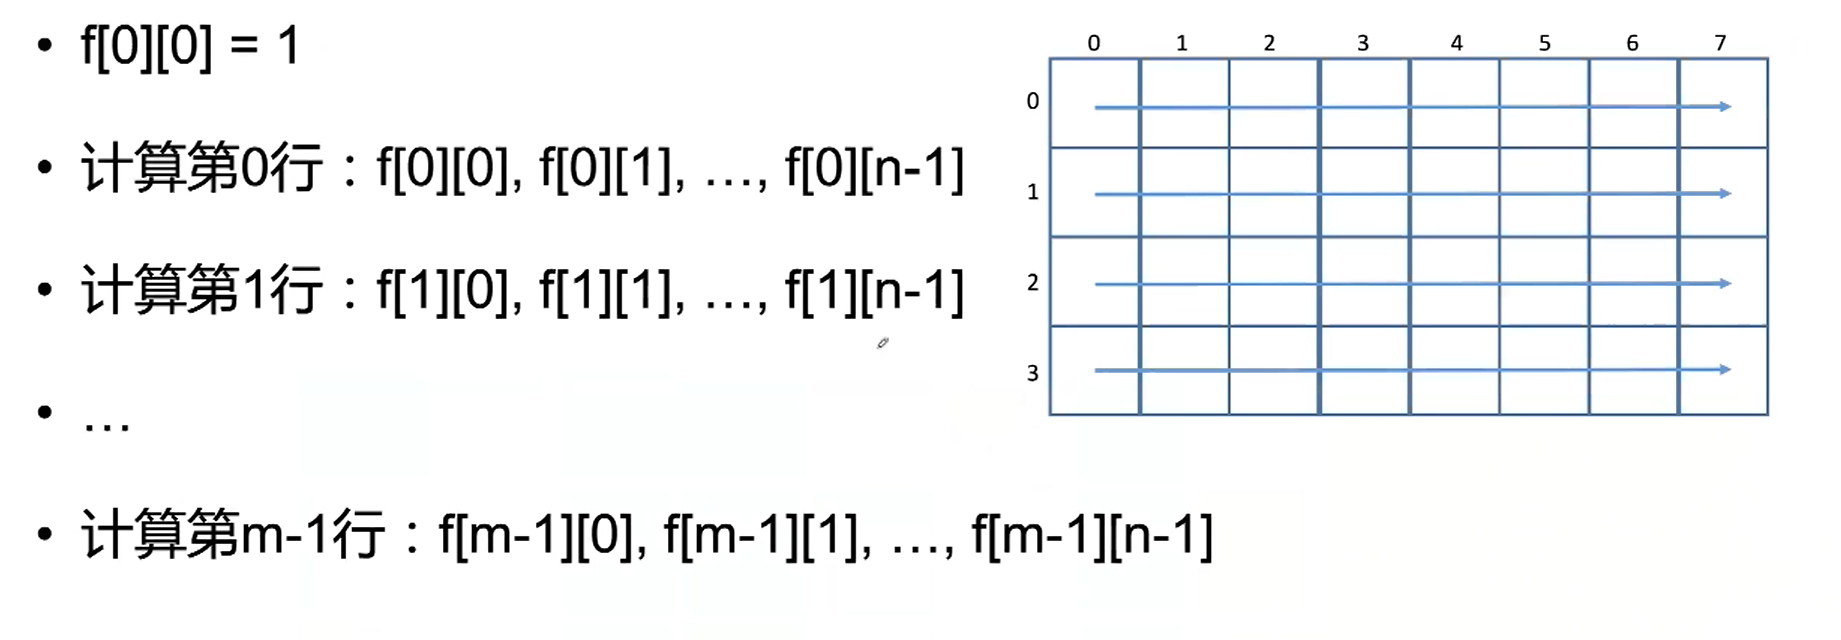 • f[0][0] = 1
• 计算第0行：f[0][0], f[0][1], …, f[0][n-1]
• 计算第1行：f[1][0], f[1][1], …, f[1][n-1]
• …
• 计算第m-1行：f[m-1][0], f[m-1][1], …, f[m-1][n-1]
0 1 2 3 4 5 6 7
0
1
2
3